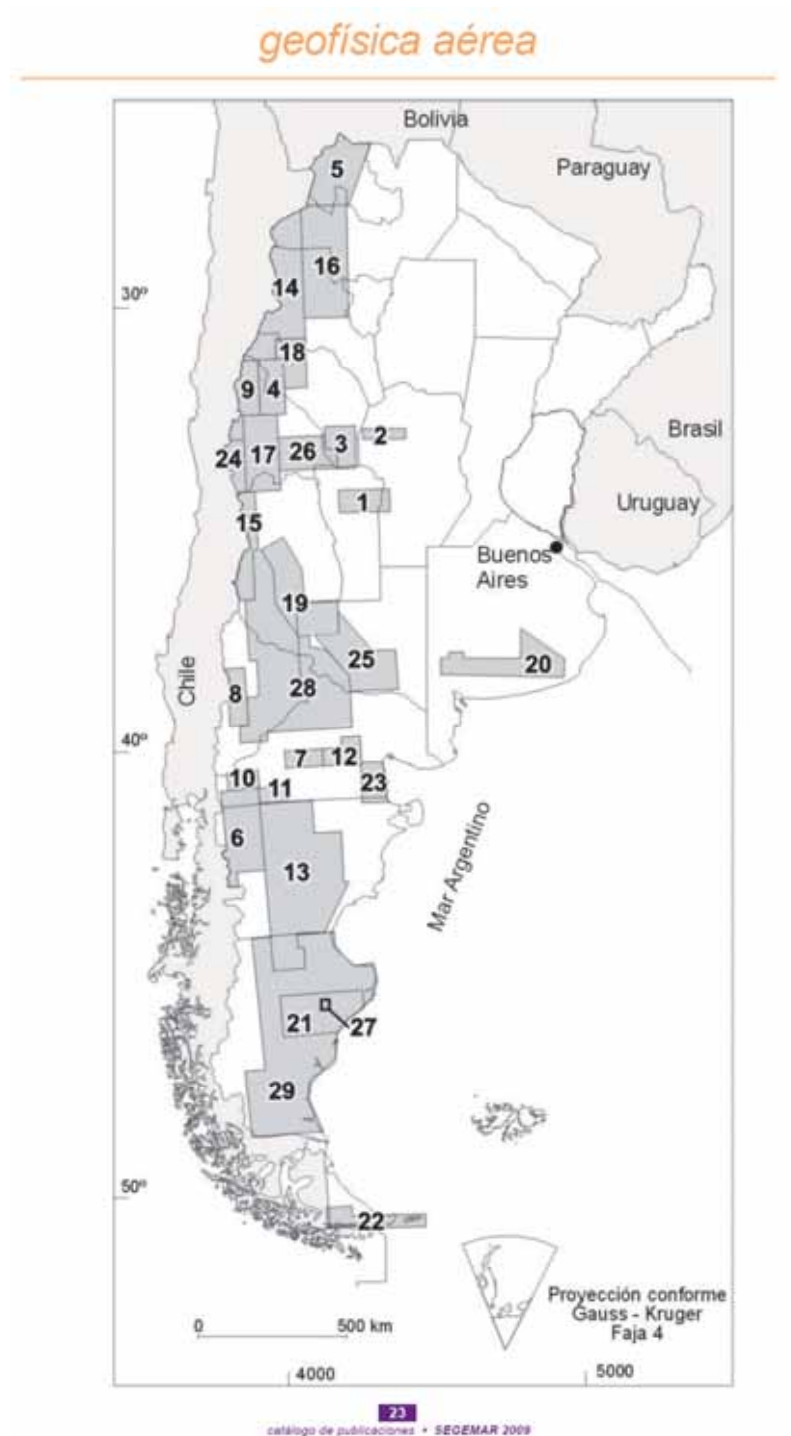 geofísica aérea
Bolivia
Paraguay
5
16
30º
14
18
9
4
Brasil
2
3
26
24
17
Uruguay
1
15
Buenos
Aires
19
25
20
Chile
28
8
40º
7
12
10
23
11
6
Mar Argentino
13
21
27
29
50º
22
Proyección conforme
Gauss - Kruger
Faja 4
0
500 km
4000
5000
23
catálogo de publicaciones • SEGEMAR 2009